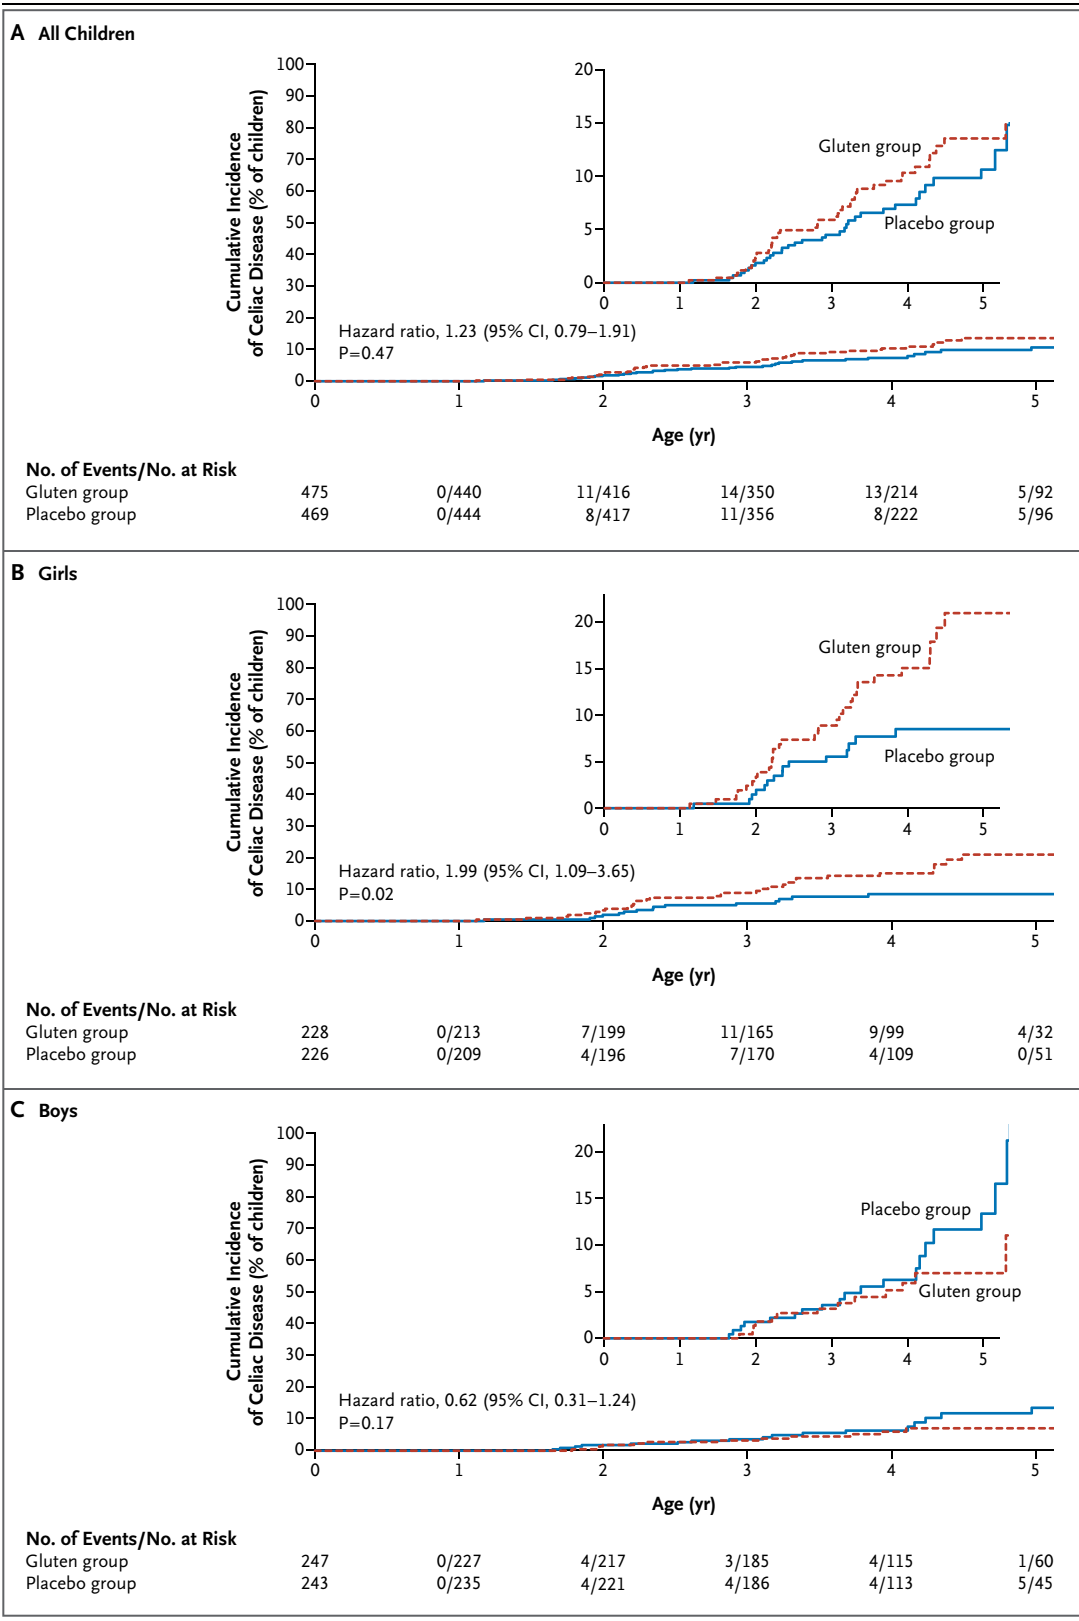 A All Children
Cumulative Incidence
of Celiac Disease (% of children)
100
90
80
70
60
50
40
30
20
10
0
20
15
10
5
0
Gluten group
Placebo group
0 1 2 3 4 5
Hazard ratio, 1.23 (95% CI, 0.79–1.91)
P=0.47
0 1 2 3 4 5
Age (yr)
No. of Events/No. at Risk
Gluten group 475 0/440 11/416 14/350 13/214 5/92
Placebo group 469 0/444 8/417 11/356 8/222 5/96
B Girls
Cumulative Incidence
of Celiac Disease (% of children)
100
90
80
70
60
50
40
30
20
10
0
20
15
10
5
0
Gluten group
Placebo group
0 1 2 3 4 5
Hazard ratio, 1.99 (95% CI, 1.09–3.65)
P=0.02
0 1 2 3 4 5
Age (yr)
No. of Events/No. at Risk
Gluten group 228 0/213 7/199 11/165 9/99 4/32
Placebo group 226 0/209 4/196 7/170 4/109 0/51
C Boys
Cumulative Incidence
of Celiac Disease (% of children)
100
90
80
70
60
50
40
30
20
10
0
20
15
10
5
0
Placebo group
Gluten group
0 1 2 3 4 5
Hazard ratio, 0.62 (95% CI, 0.31–1.24)
P=0.17
0 1 2 3 4 5
Age (yr)
No. of Events/No. at Risk
Gluten group 247 0/227 4/217 3/185 4/115 1/60
Placebo group 243 0/235 4/221 4/186 4/113 5/45